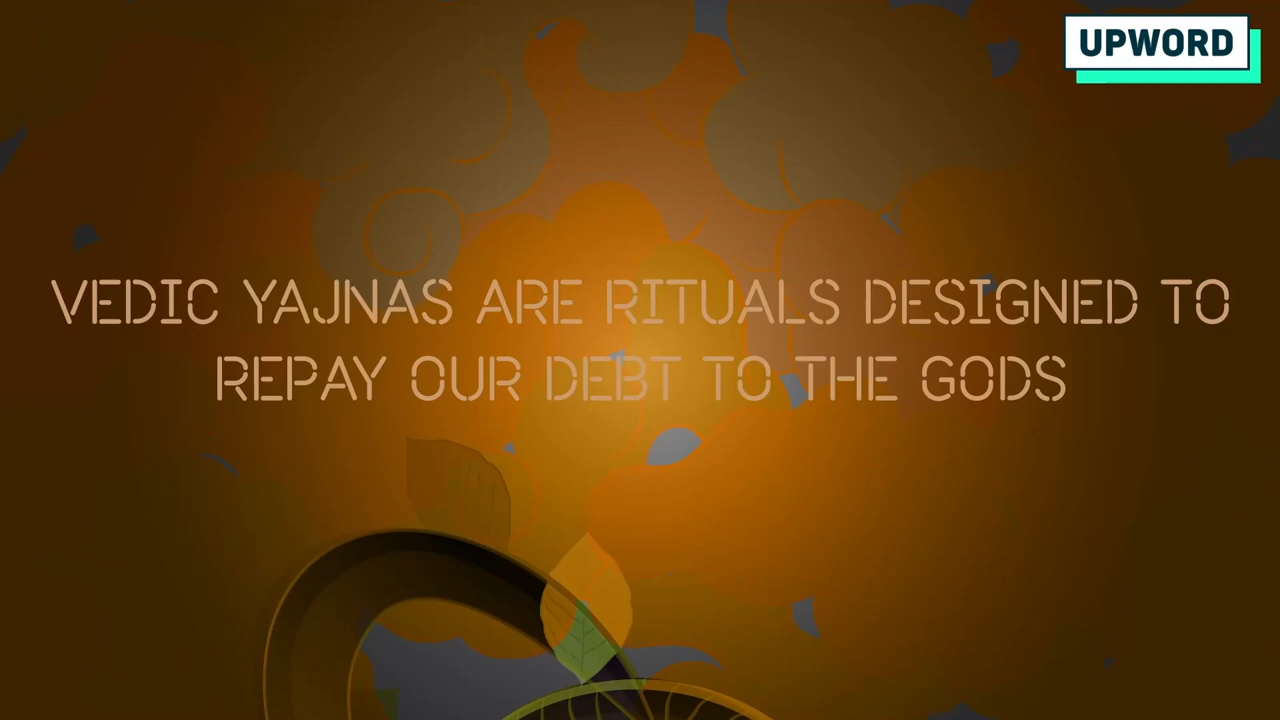 UPWORD
VEDIC YAJNAS ARE RITUALS DESIGNED TO
REPAY OUR DEBT TO THE GODS